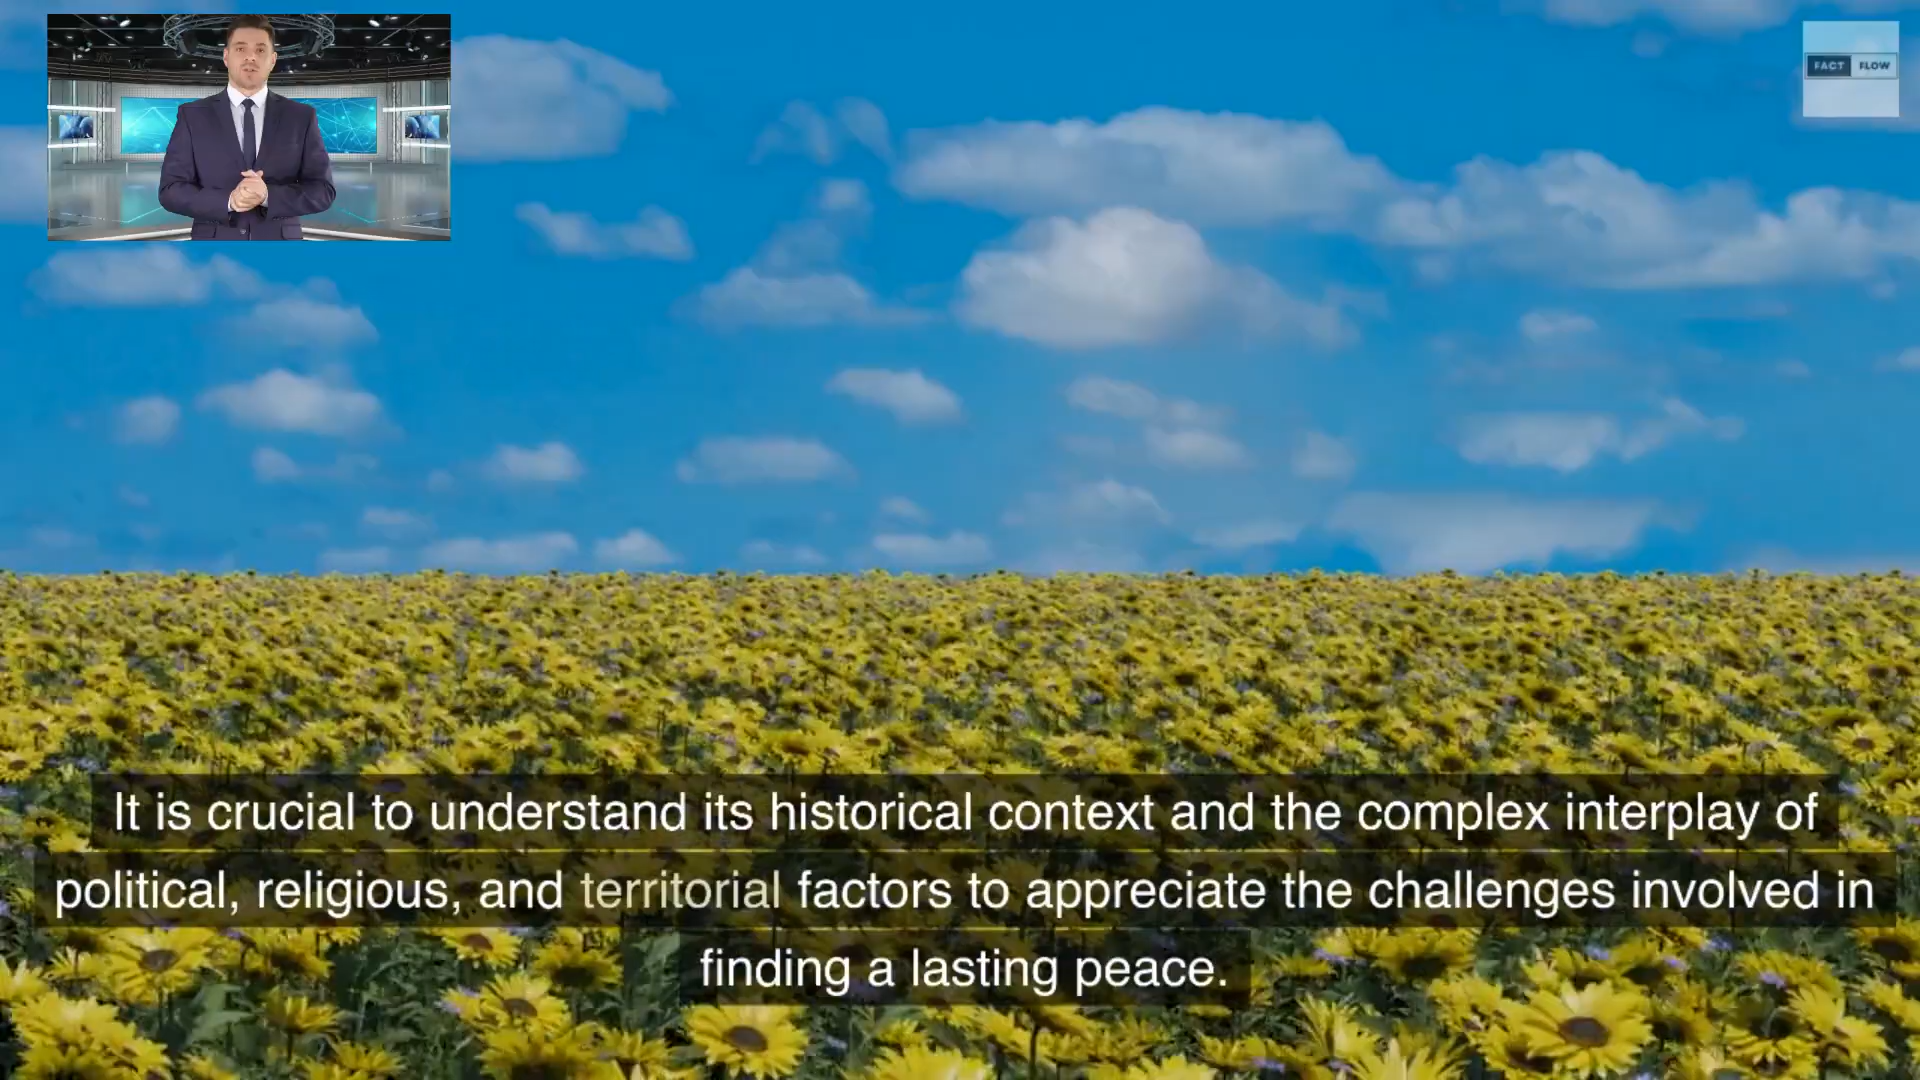 FACT FLOW
It is crucial to understand its historical context and the complex interplay of
political, religious, and territorial factors to appreciate the challenges involved in
finding a lasting peace.